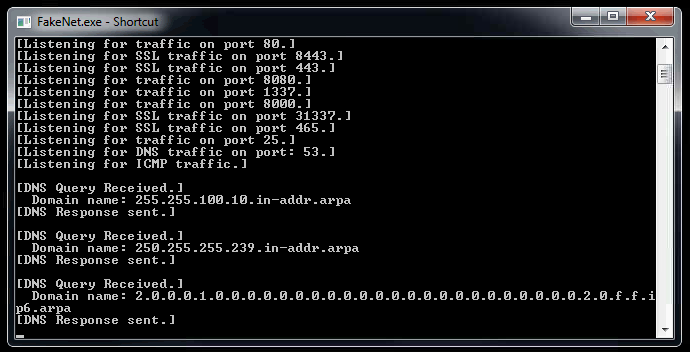 FakeNet.exe - Shortcut
[Listening for traffic on port 80.]
[Listening for SSL traffic on port 8443.]
[Listening for SSL traffic on port 443.]
[Listening for traffic on port 8080.]
[Listening for traffic on port 1337.]
[Listening for traffic on port 8000.]
[Listening for SSL traffic on port 31337.]
[Listening for SSL traffic on port 465.]
[Listening for traffic on port 25.]
[Listening for DNS traffic on port: 53.]
[Listening for ICMP traffic.]
[DNS Query Received.]
Domain name: 255.255.100.10.in-addr.arpa
[DNS Response sent.]
[DNS Query Received.]
Domain name: 250.255.255.239.in-addr.arpa
[DNS Response sent.]
[DNS Query Received.]
Domain name: 2.0.0.0.1.0.0.0.0.0.0.0.0.0.0.0.0.0.0.0.0.0.0.0.0.0.0.0.2.0.f.f.i
p6.arpa
[DNS Response sent.]